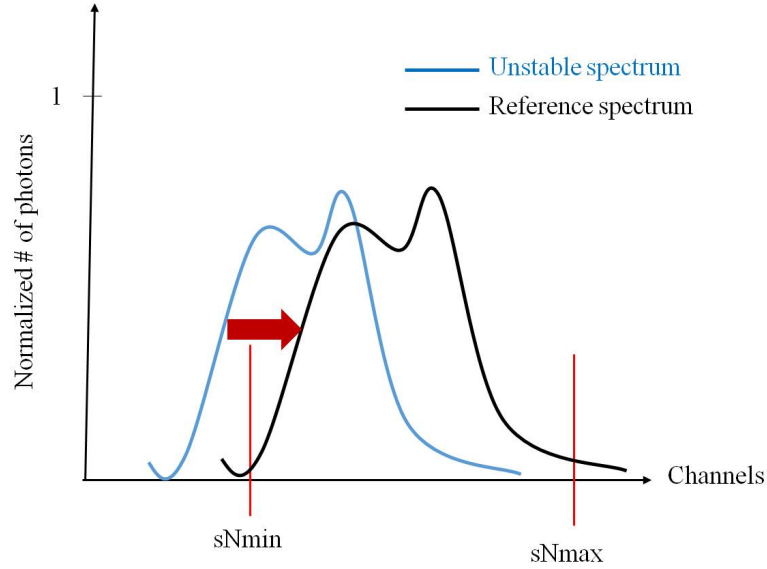 Unstable spectrum
1
Reference spectrum
Normalized # of photons
Channels
sNmin
sNmax